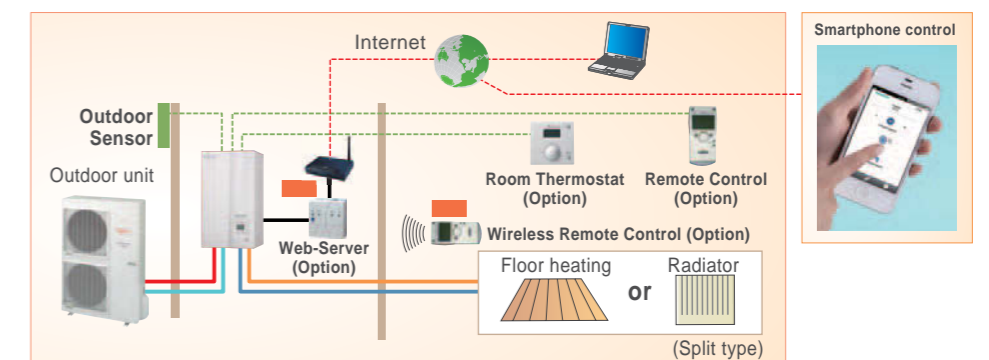 Internet
Smartphone control
Outdoor
Sensor
Outdoor unit
Room Thermostat
(Option)
Remote Control
(Option)
Web-Server
(Option)
Wireless Remote Control (Option)
Floor heating
or
Radiator
(Split type)